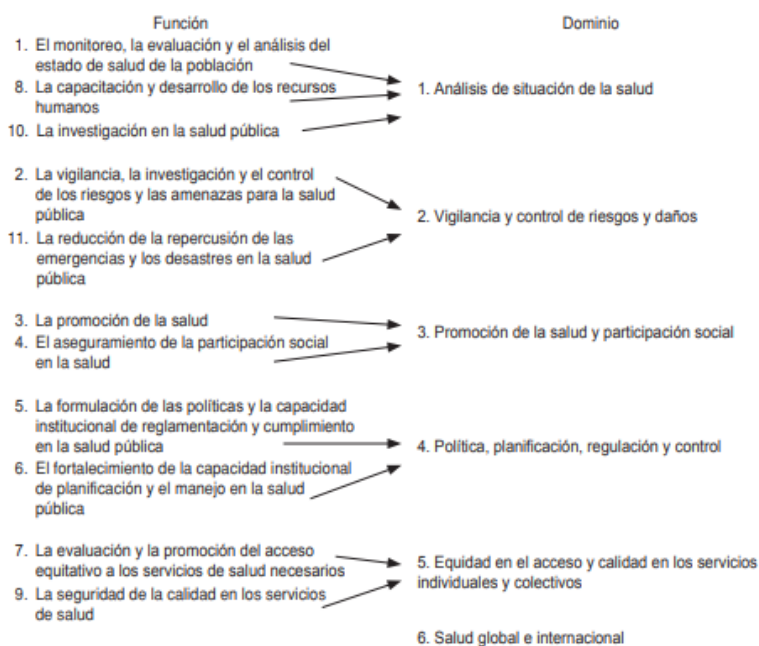 Función
Dominio
1. El monitoreo, la evaluación y el análisis del
estado de salud de la población
8. La capacitación y desarrollo de los recursos
humanos
10. La investigación en la salud pública
1. Análisis de situación de la salud
2. La vigilancia, la investigación y el control
de los riesgos y las amenazas para la salud
pública
11. La reducción de la repercusión de las
emergencias y los desastres en la salud
pública
2. Vigilancia y control de riesgos y daños
3. La promoción de la salud
4. El aseguramiento de la participación social
en la salud
3. Promoción de la salud y participación social
5. La formulación de las políticas y la capacidad
institucional de reglamentación y cumplimiento
en la salud pública
6. El fortalecimiento de la capacidad institucional
de planificación y el manejo en la salud
pública
4. Política, planificación, regulación y control
7. La evaluación y la promoción del acceso
equitativo a los servicios de salud necesarios
9. La seguridad de la calidad en los servicios
de salud
5. Equidad en el acceso y calidad en los servicios
individuales y colectivos
6. Salud global e internacional